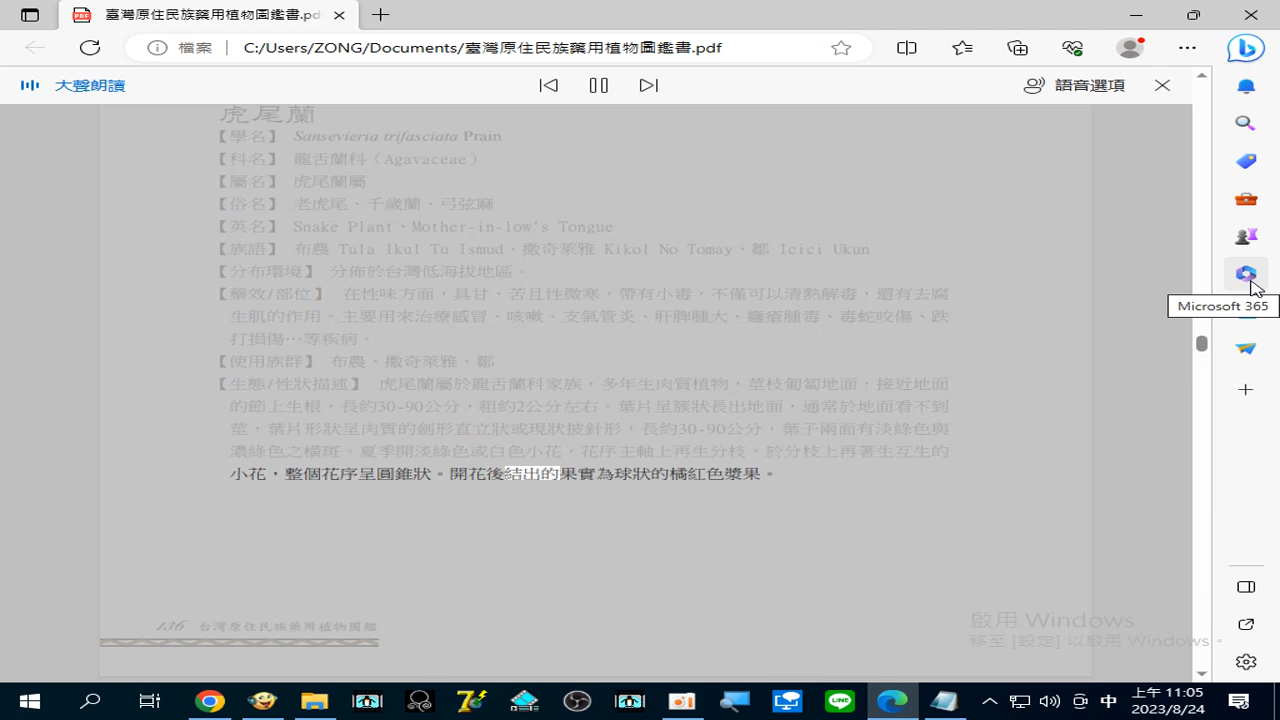 臺灣原住民族藥用植物圖鑑書.pdf
檔案 C:/Users/ZONG/Documents/臺灣原住民族藥用植物圖鑑書.pdf
大聲朗讀
語音選項
虎尾蘭
【學名】 Sansevieria trifasciata Prain
【科名】 龍舌蘭科（Agavaceae）
【屬名】 虎尾蘭屬
【俗名】 老虎尾、千歲蘭、弓弦麻
【英名】 Snake Plant、Mother-in-low's Tongue
【族語】 布農 Tula Ikul Tu Ismud、撒奇萊雅 Kikol No Tomay、鄒 Icici Ukun
【分布環境】 分佈於台灣低海拔地區。
【藥效/部位】 在性味方面，具甘、苦且性微寒，帶有小毒，不僅可以清熱解毒，還有去腐
生肌的作用。主要用來治療感冒、咳嗽、支氣管炎、肝脾腫大、癰瘡腫毒、毒蛇咬傷、跌
打損傷…等疾病。
【使用族群】 布農、撒奇萊雅、鄒
【生態/性狀描述】 虎尾蘭屬於龍舌蘭科家族，多年生肉質植物，莖枝匍匐地面，接近地面
的節上生根，長約30-90公分，粗約2公分左右。葉片呈簇狀長出地面，通常於地面看不到
莖，葉片形狀呈肉質的劍形直立狀或現狀披針形，長約30-90公分，葉子兩面有淡綠色與
濃綠色之橫斑。夏季開淡綠色或白色小花，花序主軸上再生分枝，於分枝上再著生互生的
小花，整個花序呈圓錐狀。開花後結出的果實為球狀的橘紅色漿果。
Microsoft 365
136 台灣原住民族藥用植物圖鑑
啟用 Windows
移至 [設定] 以啟用 Windows。
中
上午 11:05
2023/8/24